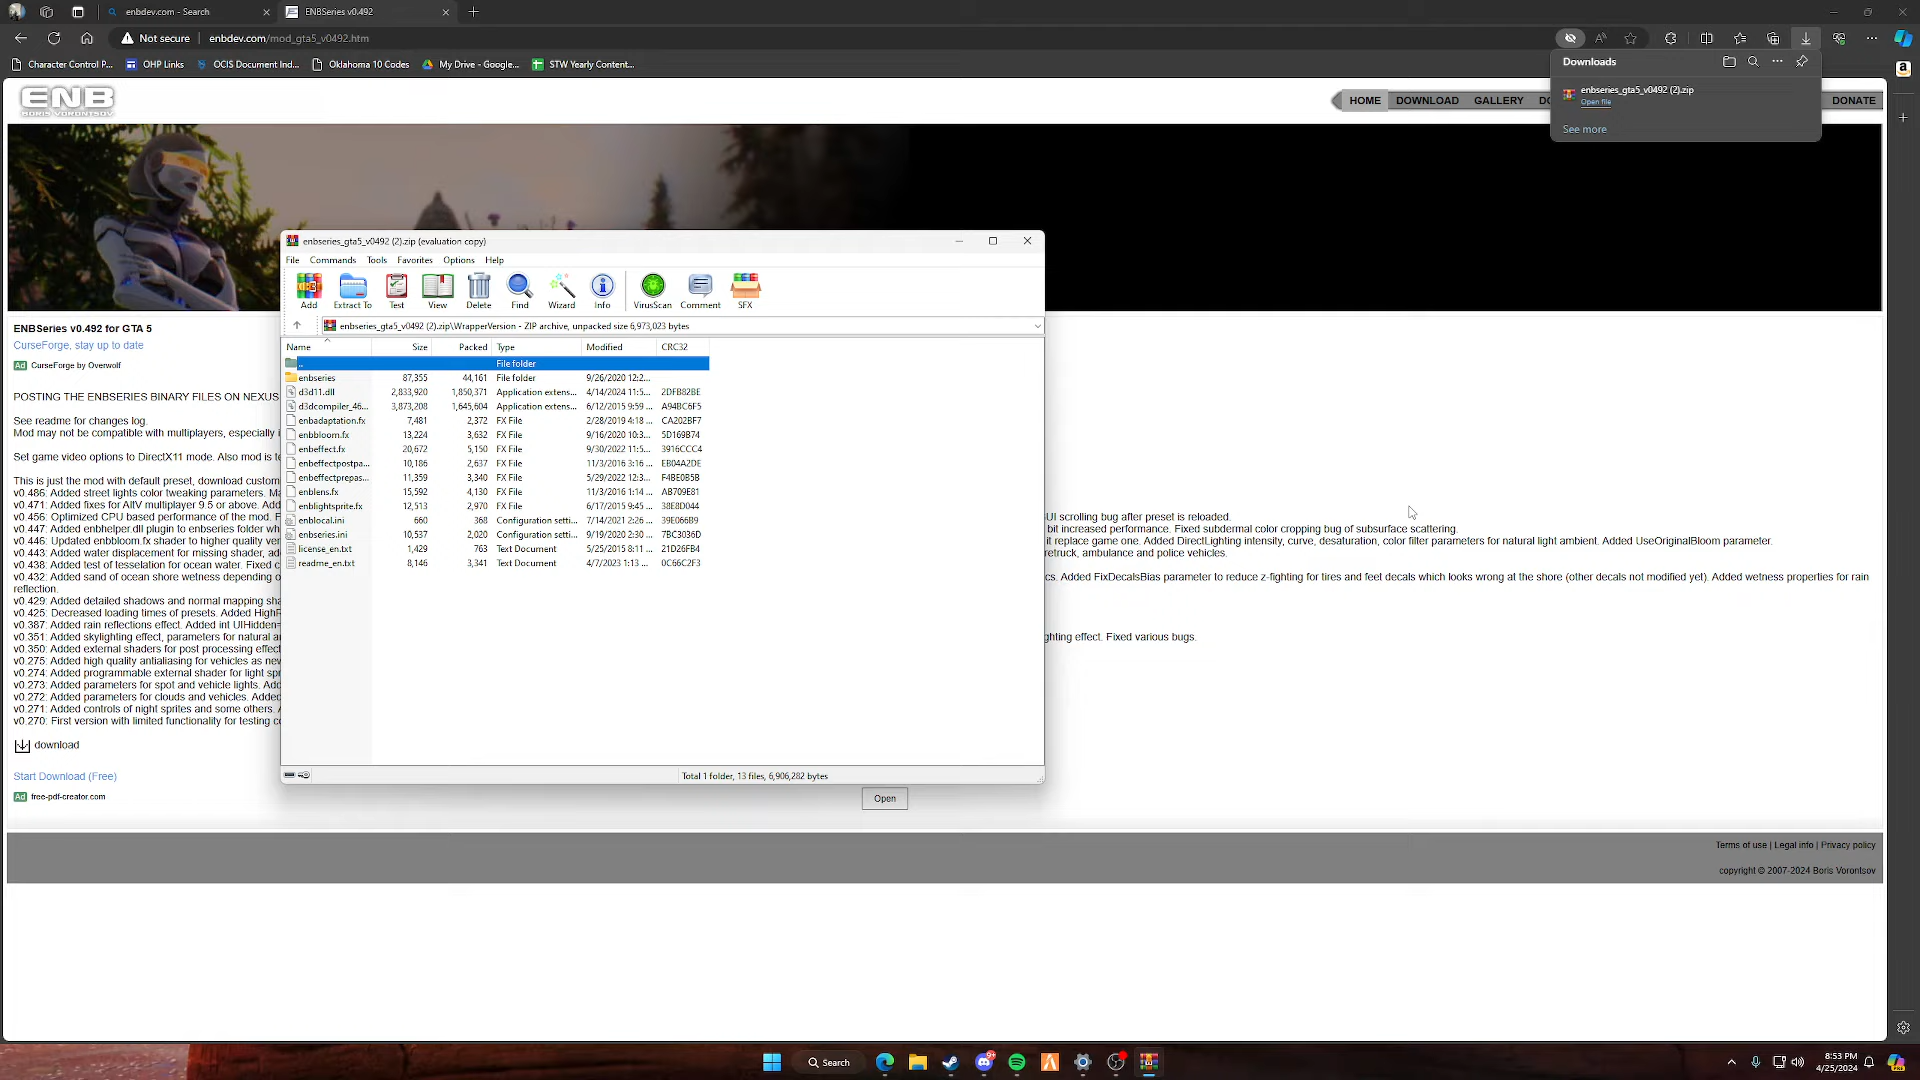 enbdev.com - Search
ENBSeries v0.492
Not secure
enbdev.com/mod_gta5_v0492.htm
Character Control P...
OHP Links
OCIS Document Ind...
Oklahoma 10 Codes
My Drive - Google...
STW Yearly Content...
Downloads
enbseries_gta5_v0492 (2).zip
Open file
See more
ENB
BORIS VORONTSOV
HOME
DOWNLOAD
GALLERY
DONATE
ENBSeries v0.492 for GTA 5
CurseForge, stay up to date
Ad CurseForge by Overwolf
POSTING THE ENBSERIES BINARY FILES ON NEXUS
See readme for changes log.
Mod may not be compatible with multiplayers, especially i
Set game video options to DirectX11 mode. Also mod is te
This is just the mod with default preset, download custom
v0.486: Added street lights color tweaking parameters. Ma
v0.471: Added fixes for AltV multiplayer 9.5 or above. Add
v0.456: Optimized CPU based performance of the mod. F
v0.447: Added enbhelper.dll plugin to enbseries folder wh
v0.446: Updated enbbloom.fx shader to higher quality ver
v0.443: Added water displacement for missing shader, ad
v0.438: Added test of tesselation for ocean water. Fixed c
v0.432: Added sand of ocean shore wetness depending o
reflection.
v0.429: Added detailed shadows and normal mapping sha
v0.425: Decreased loading times of presets. Added HighR
v0.387: Added rain reflections effect. Added int UIHidden=
v0.351: Added skylighting effect, parameters for natural a
v0.350: Added external shaders for post processing effect
v0.275: Added high quality antialiasing for vehicles as new
v0.274: Added programmable external shader for light spr
v0.273: Added parameters for spot and vehicle lights. Add
v0.272: Added parameters for clouds and vehicles. Added
v0.271: Added controls of night sprites and some others. A
v0.270: First version with limited functionality for testing co
UI scrolling bug after preset is reloaded.
bit increased performance. Fixed subdermal color cropping bug of subsurface scattering.
it replace game one. Added DirectLighting intensity, curve, desaturation, color filter parameters for natural light ambient. Added UseOriginalBloom parameter.
retruck, ambulance and police vehicles.
cs. Added FixDecalsBias parameter to reduce z-fighting for tires and feet decals which looks wrong at the shore (other decals not modified yet). Added wetness properties for rain
ghting effect. Fixed various bugs.
download
Start Download (Free)
Ad free-pdf-creator.com
Open
enbseries_gta5_v0492 (2).zip (evaluation copy)
File Commands Tools Favorites Options Help
Add Extract To Test View Delete Find Wizard Info VirusScan Comment SFX
enbseries_gta5_v0492 (2).zip\WrapperVersion - ZIP archive, unpacked size 6,973,023 bytes
Name Size Packed Type Modified CRC32
.. File folder
enbseries 87,355 44,161 File folder 9/26/2020 12:2...
d3d11.dll 2,833,920 1,850,371 Application extens... 4/14/2024 11:5... 2DFB82BE
d3dcompiler_46... 3,873,208 1,645,604 Application extens... 6/12/2015 9:59 ... A94BC6F5
enbadaptation.fx 7,481 2,372 FX File 2/28/2019 4:18 ... CA202BF7
enbbloom.fx 13,224 3,632 FX File 9/16/2020 10:3... 5D169B74
enbeffect.fx 20,672 5,150 FX File 9/30/2022 11:5... 3916CCC4
enbeffectpostpa... 10,186 2,637 FX File 11/3/2016 3:16 ... EB04A2DE
enbeffectprepas... 11,359 3,340 FX File 5/29/2022 12:3... F4BE0B5B
enblens.fx 15,592 4,130 FX File 11/3/2016 1:14 ... AB709E81
enblightsprite.fx 12,513 2,970 FX File 6/17/2015 9:45 ... 38E8D044
enblocal.ini 660 368 Configuration setti... 7/14/2021 2:26 ... 39E066B9
enbseries.ini 10,537 2,020 Configuration setti... 9/19/2020 2:30 ... 7BC3036D
license_en.txt 1,429 763 Text Document 5/25/2015 8:11 ... 21D26FB4
readme_en.txt 8,146 3,341 Text Document 4/7/2023 1:13 ... 0C66C2F3
Total 1 folder, 13 files, 6,906,282 bytes
Terms of use | Legal info | Privacy policy
copyright © 2007-2024 Boris Vorontsov
Search
8:53 PM
4/25/2024